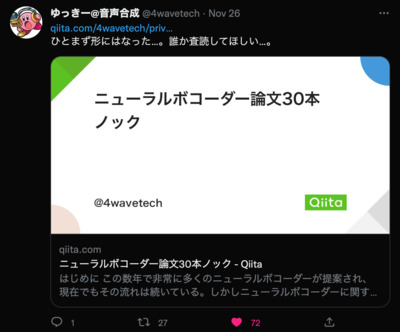 ゆっきー@音声合成 @4wavetech · Nov 26
qiita.com/4wavetech/priv…
ひとまず形にはなった…。誰か査読してほしい…。
ニューラルボコーダー論文30本
ノック
@4wavetech Qiita
qiita.com
ニューラルボコーダー論文30本ノック - Qiita
はじめに この数年で非常に多くのニューラルボコーダーが提案され、
現在でもその流れは続いている。しかしニューラルボコーダーに関す…
1 27 72